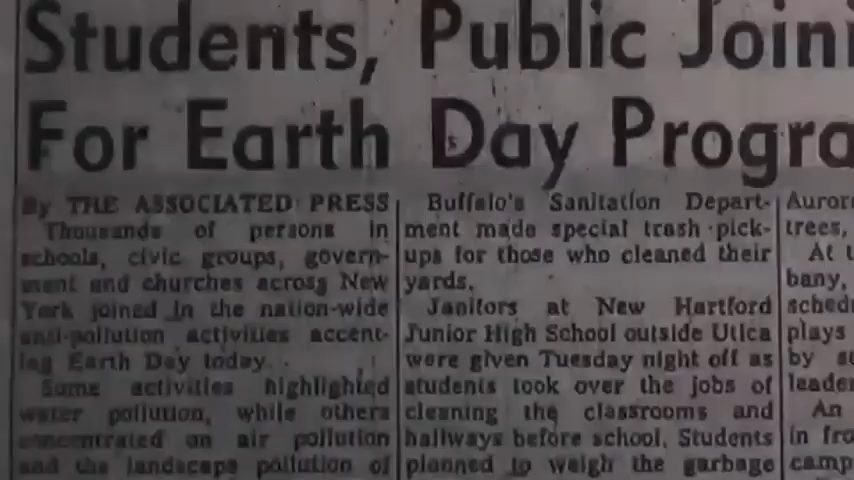 Students, Public Joini
For Earth Day Progra
By THE ASSOCIATED PRESS
Thousands of persons in
schools, civic groups, govern-
ment and churches across New
York joined in the nation-wide
anti-pollution activities accent-
ing Earth Day today.
Some activities highlighted
water pollution, while others
concentrated on air pollution
and the landscape pollution of
Buffalo's Sanitation Depart-
ment made special trash pick-
ups for those who cleaned their
yards.
Janitors at New Hartford
Junior High School outside Utica
were given Tuesday night off as
students took over the jobs of
cleaning the classrooms and
hallways before school. Students
planned to weigh the garbage
Auror
trees,
At t
bany,
sched
plays
by s
leader
An
in fro
camp